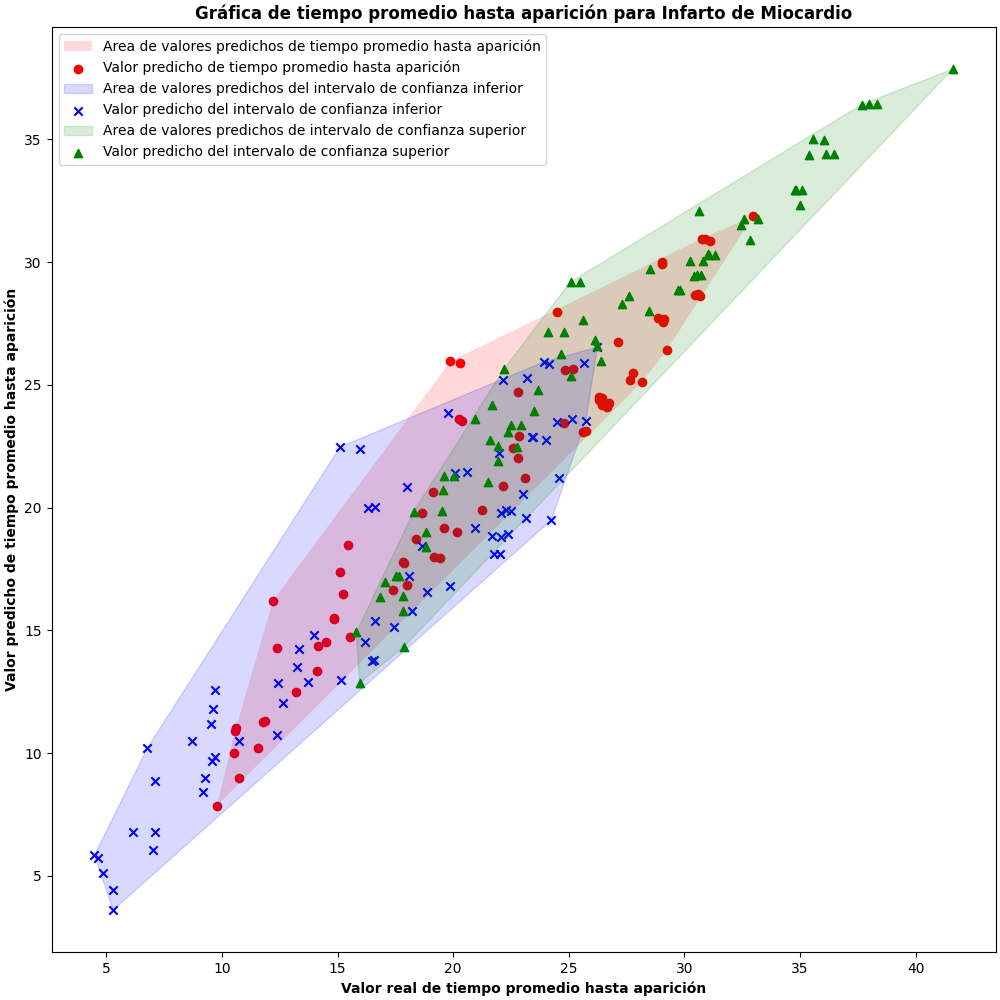 Gráfica de tiempo promedio hasta aparición para Infarto de Miocardio
Area de valores predichos de tiempo promedio hasta aparición
Valor predicho de tiempo promedio hasta aparición
Area de valores predichos del intervalo de confianza inferior
Valor predicho del intervalo de confianza inferior
Area de valores predichos de intervalo de confianza superior
Valor predicho del intervalo de confianza superior
Valor predicho de tiempo promedio hasta aparición
35
30
25
20
15
10
5
5 10 15 20 25 30 35 40
Valor real de tiempo promedio hasta aparición